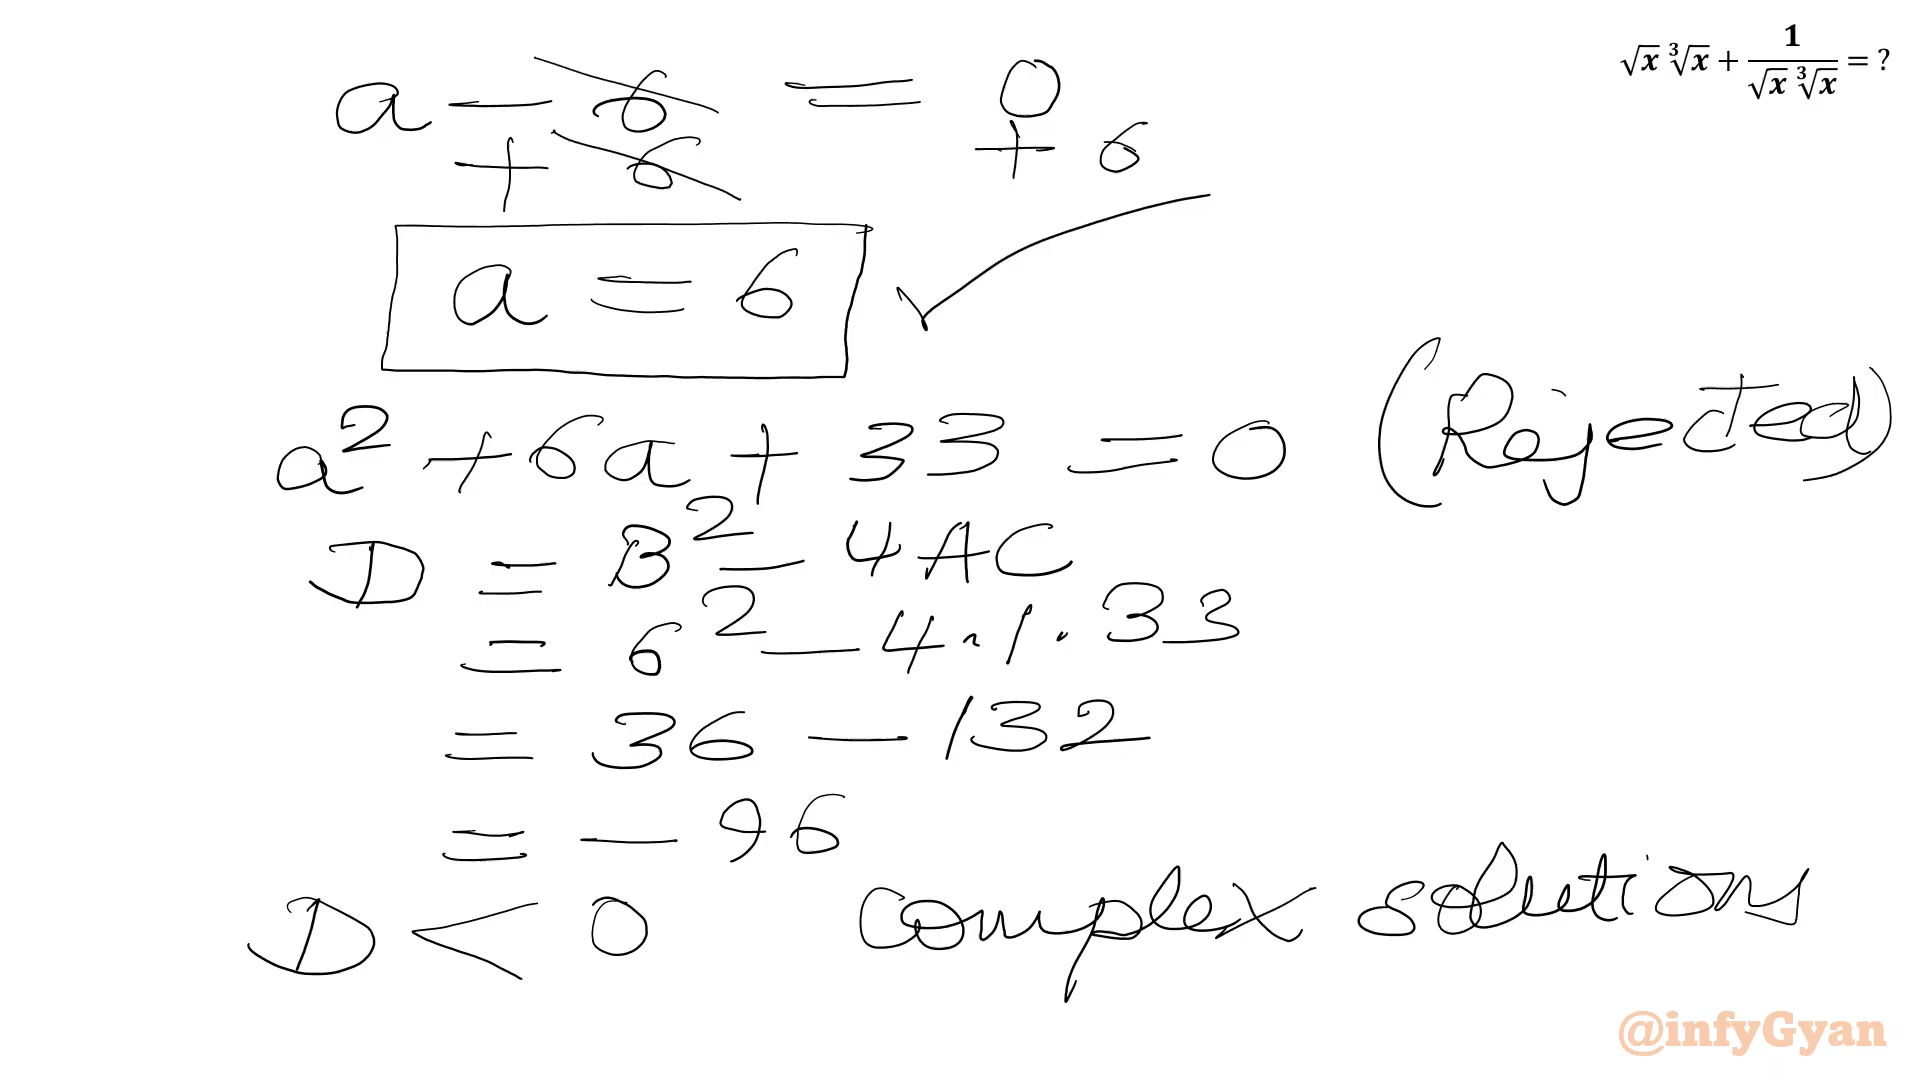 √x ∛x + 1/(√x ∛x) = ?
a - 6 = 0
+ 6 + 6
a = 6
a² + 6a + 33 = 0 (Rejected)
D = B² - 4AC
= 6² - 4 · 1 · 33
= 36 - 132
= - 96
D < 0 complex solutions
@infyGyan